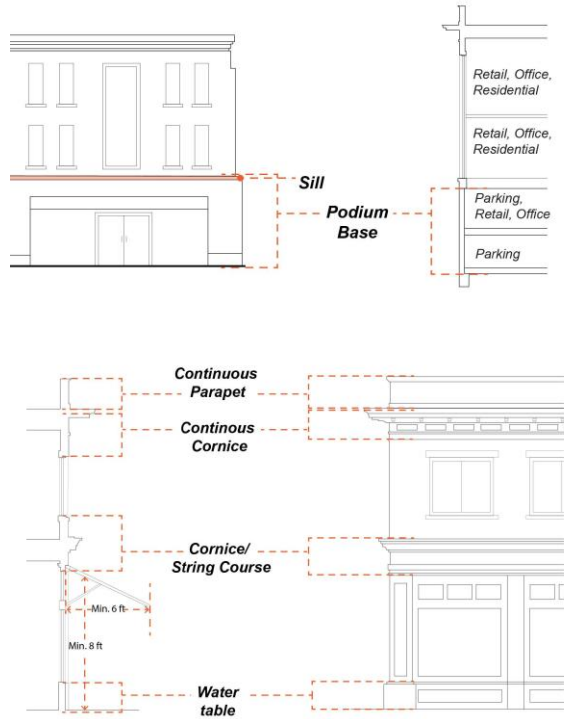 Retail, Office,
Residential
Retail, Office,
Residential
Sill
Podium
Base
Parking,
Retail, Office
Parking
Continuous
Parapet
Continous
Cornice
Cornice/
String Course
Min. 6 ft
Min. 8 ft
Water
table